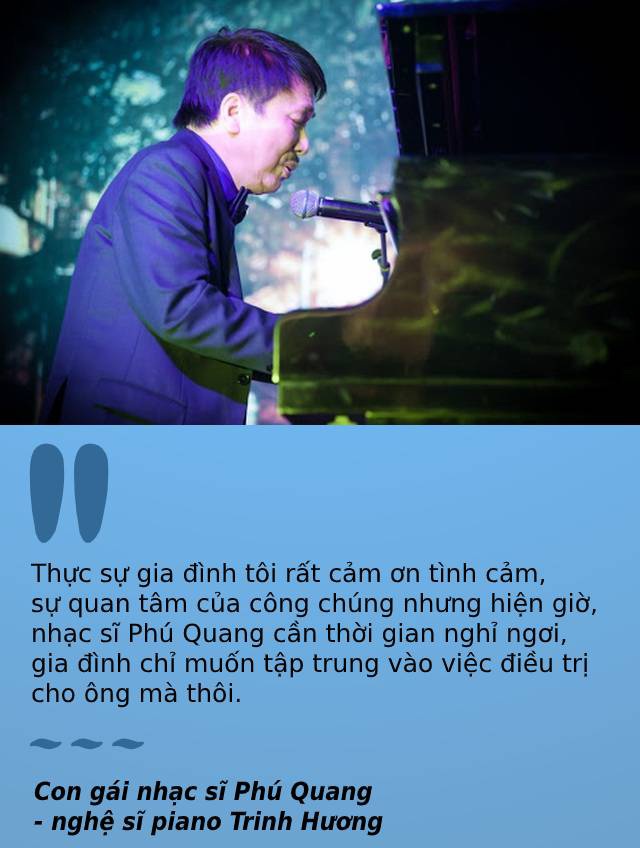 Thực sự gia đình tôi rất cảm ơn tình cảm,
sự quan tâm của công chúng nhưng hiện giờ,
nhạc sĩ Phú Quang cần thời gian nghỉ ngơi,
gia đình chỉ muốn tập trung vào việc điều trị
cho ông mà thôi.
Con gái nhạc sĩ Phú Quang
- nghệ sĩ piano Trinh Hương